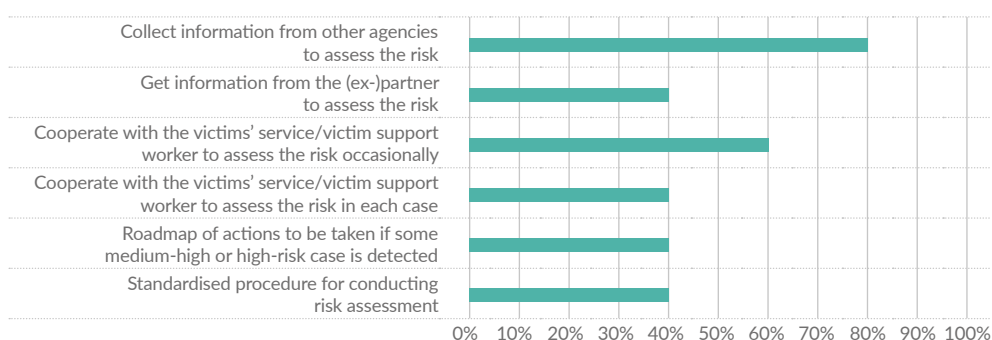 Collect information from other agencies
to assess the risk
Get information from the (ex-)partner
to assess the risk
Cooperate with the victims’ service/victim support
worker to assess the risk occasionally
Cooperate with the victims’ service/victim support
worker to assess the risk in each case
Roadmap of actions to be taken if some
medium-high or high-risk case is detected
Standardised procedure for conducting
risk assessment
0% 10% 20% 30% 40% 50% 60% 70% 80% 90% 100%